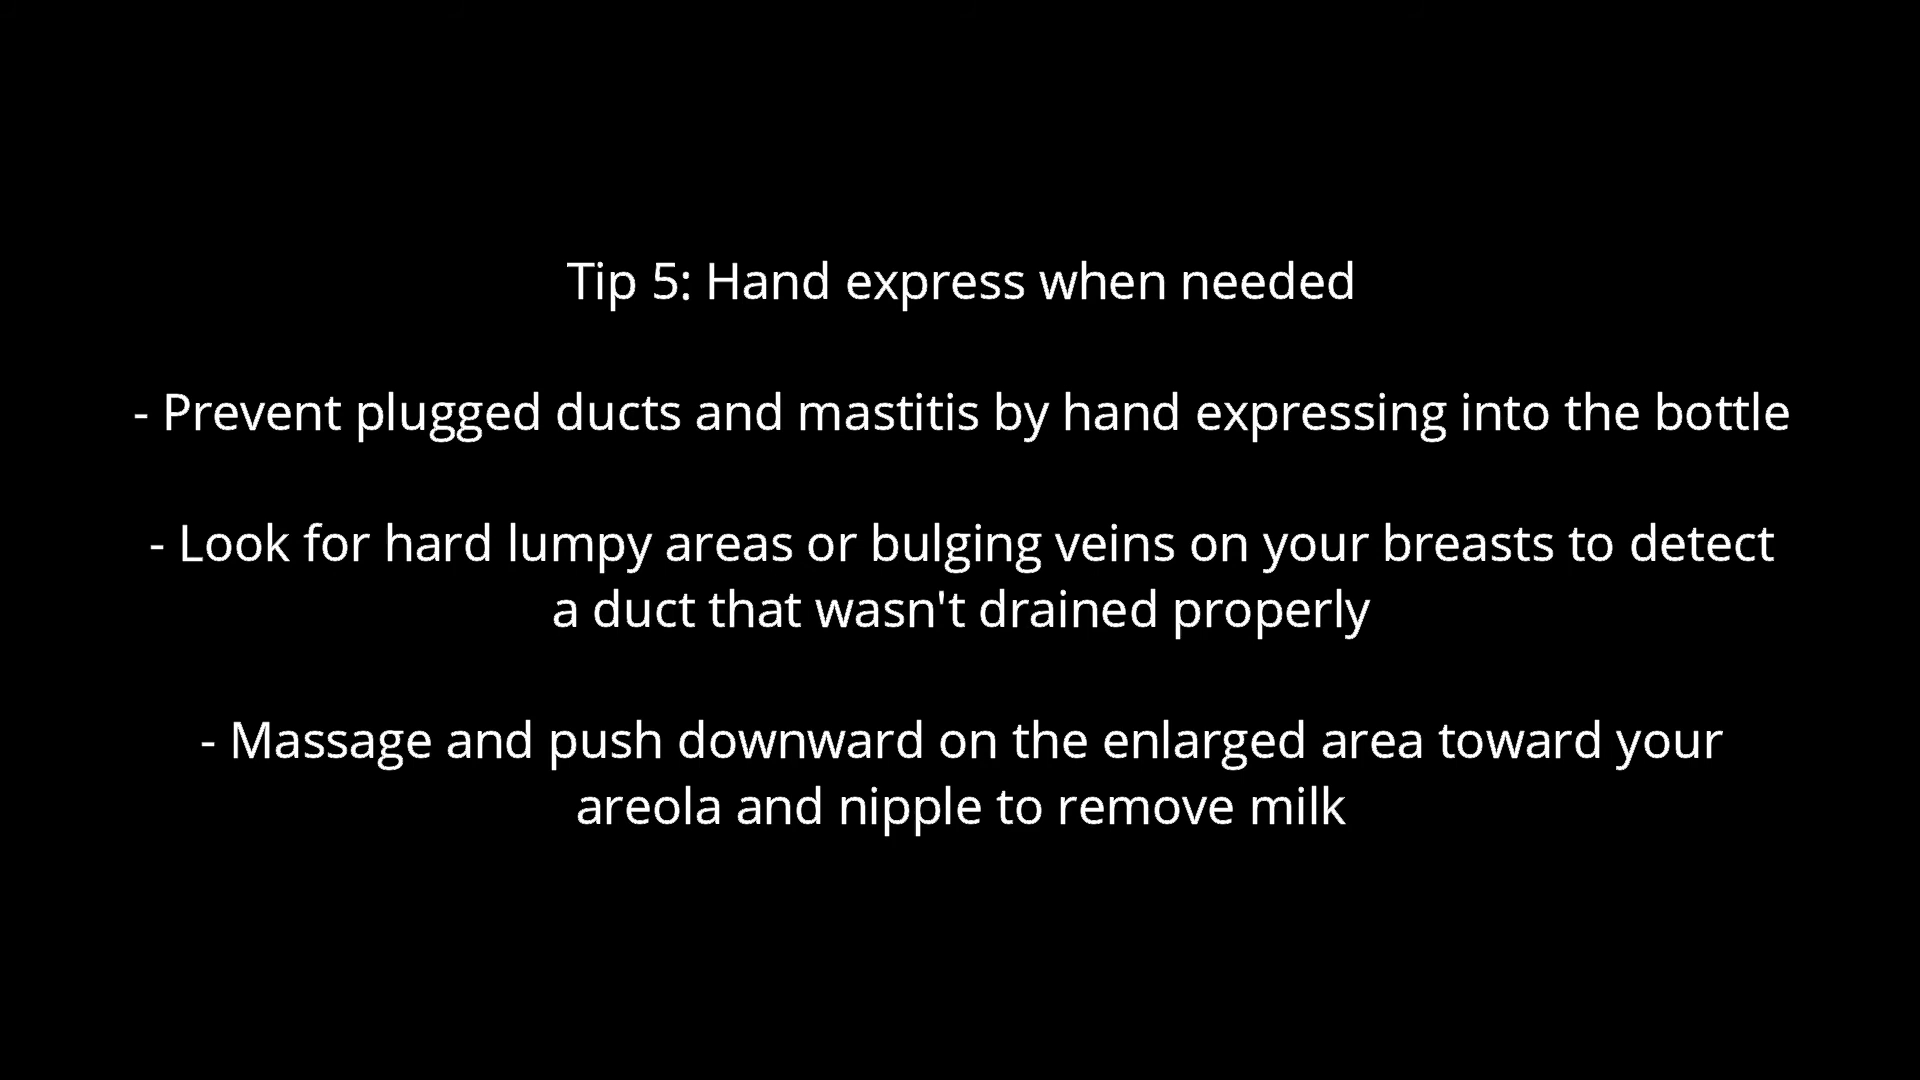 Tip 5: Hand express when needed
- Prevent plugged ducts and mastitis by hand expressing into the bottle
- Look for hard lumpy areas or bulging veins on your breasts to detect
a duct that wasn't drained properly
- Massage and push downward on the enlarged area toward your
areola and nipple to remove milk